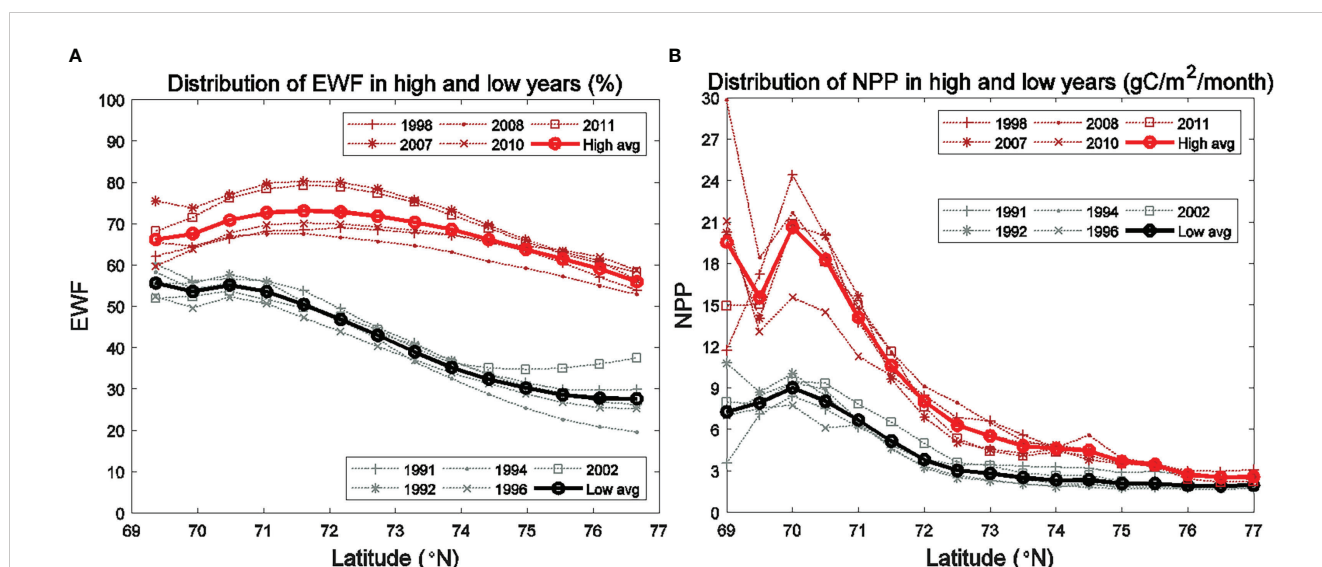 A
Distribution of EWF in high and low years (%)
100
90
80
70
60
50
40
30
20
10
0
EWF
1998 2008 2011
2007 2010 High avg
1991 1994 2002
1992 1996 Low avg
69 70 71 72 73 74 75 76 77
Latitude (°N)
B
Distribution of NPP in high and low years (gC/m²/month)
30
27
24
21
18
15
12
9
6
3
0
NPP
1998 2008 2011
2007 2010 High avg
1991 1994 2002
1992 1996 Low avg
69 70 71 72 73 74 75 76 77
Latitude (°N)